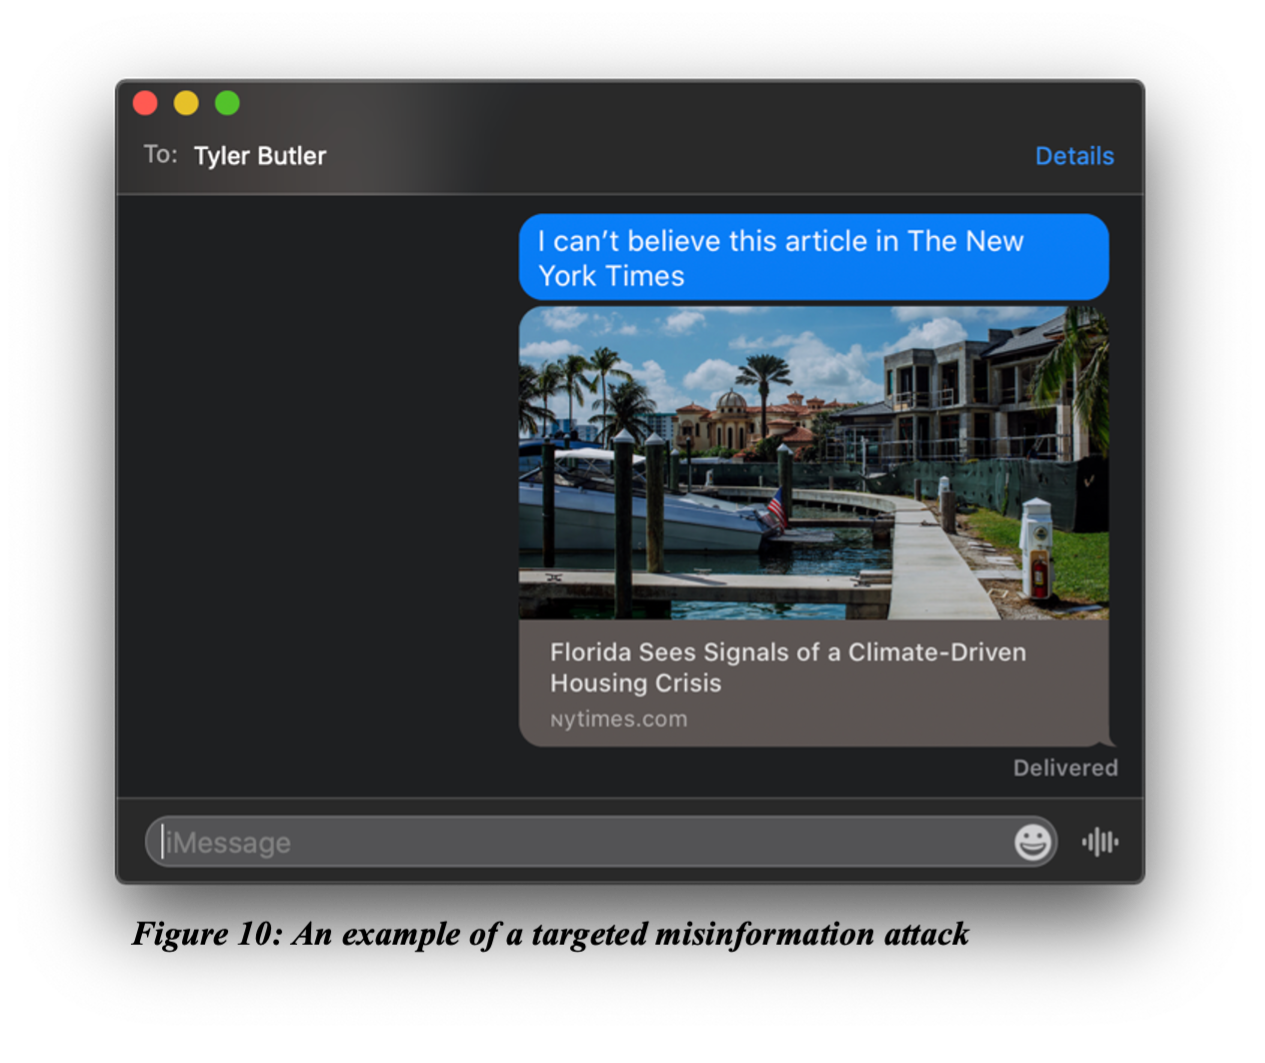 To: Tyler Butler
Details
I can’t believe this article in The New
York Times
Florida Sees Signals of a Climate-Driven
Housing Crisis
ɴytimes.com
Delivered
iMessage
Figure 10: An example of a targeted misinformation attack